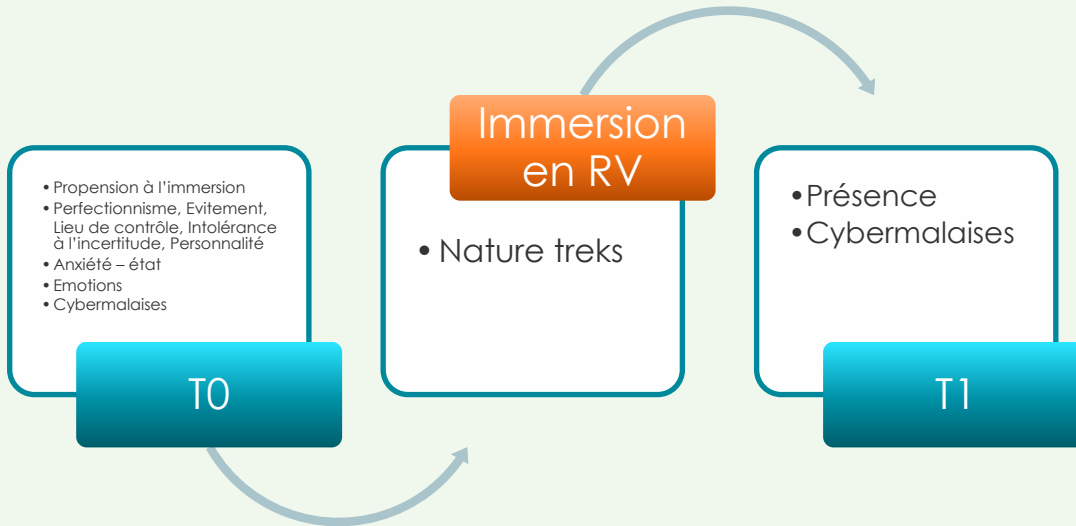 • Propension à l'immersion
• Perfectionnisme, Evitement,
Lieu de contrôle, Intolérance
à l'incertitude, Personnalité
• Anxiété – état
• Emotions
• Cybermalaises
T0
Immersion
en RV
• Nature treks
• Présence
• Cybermalaises
T1